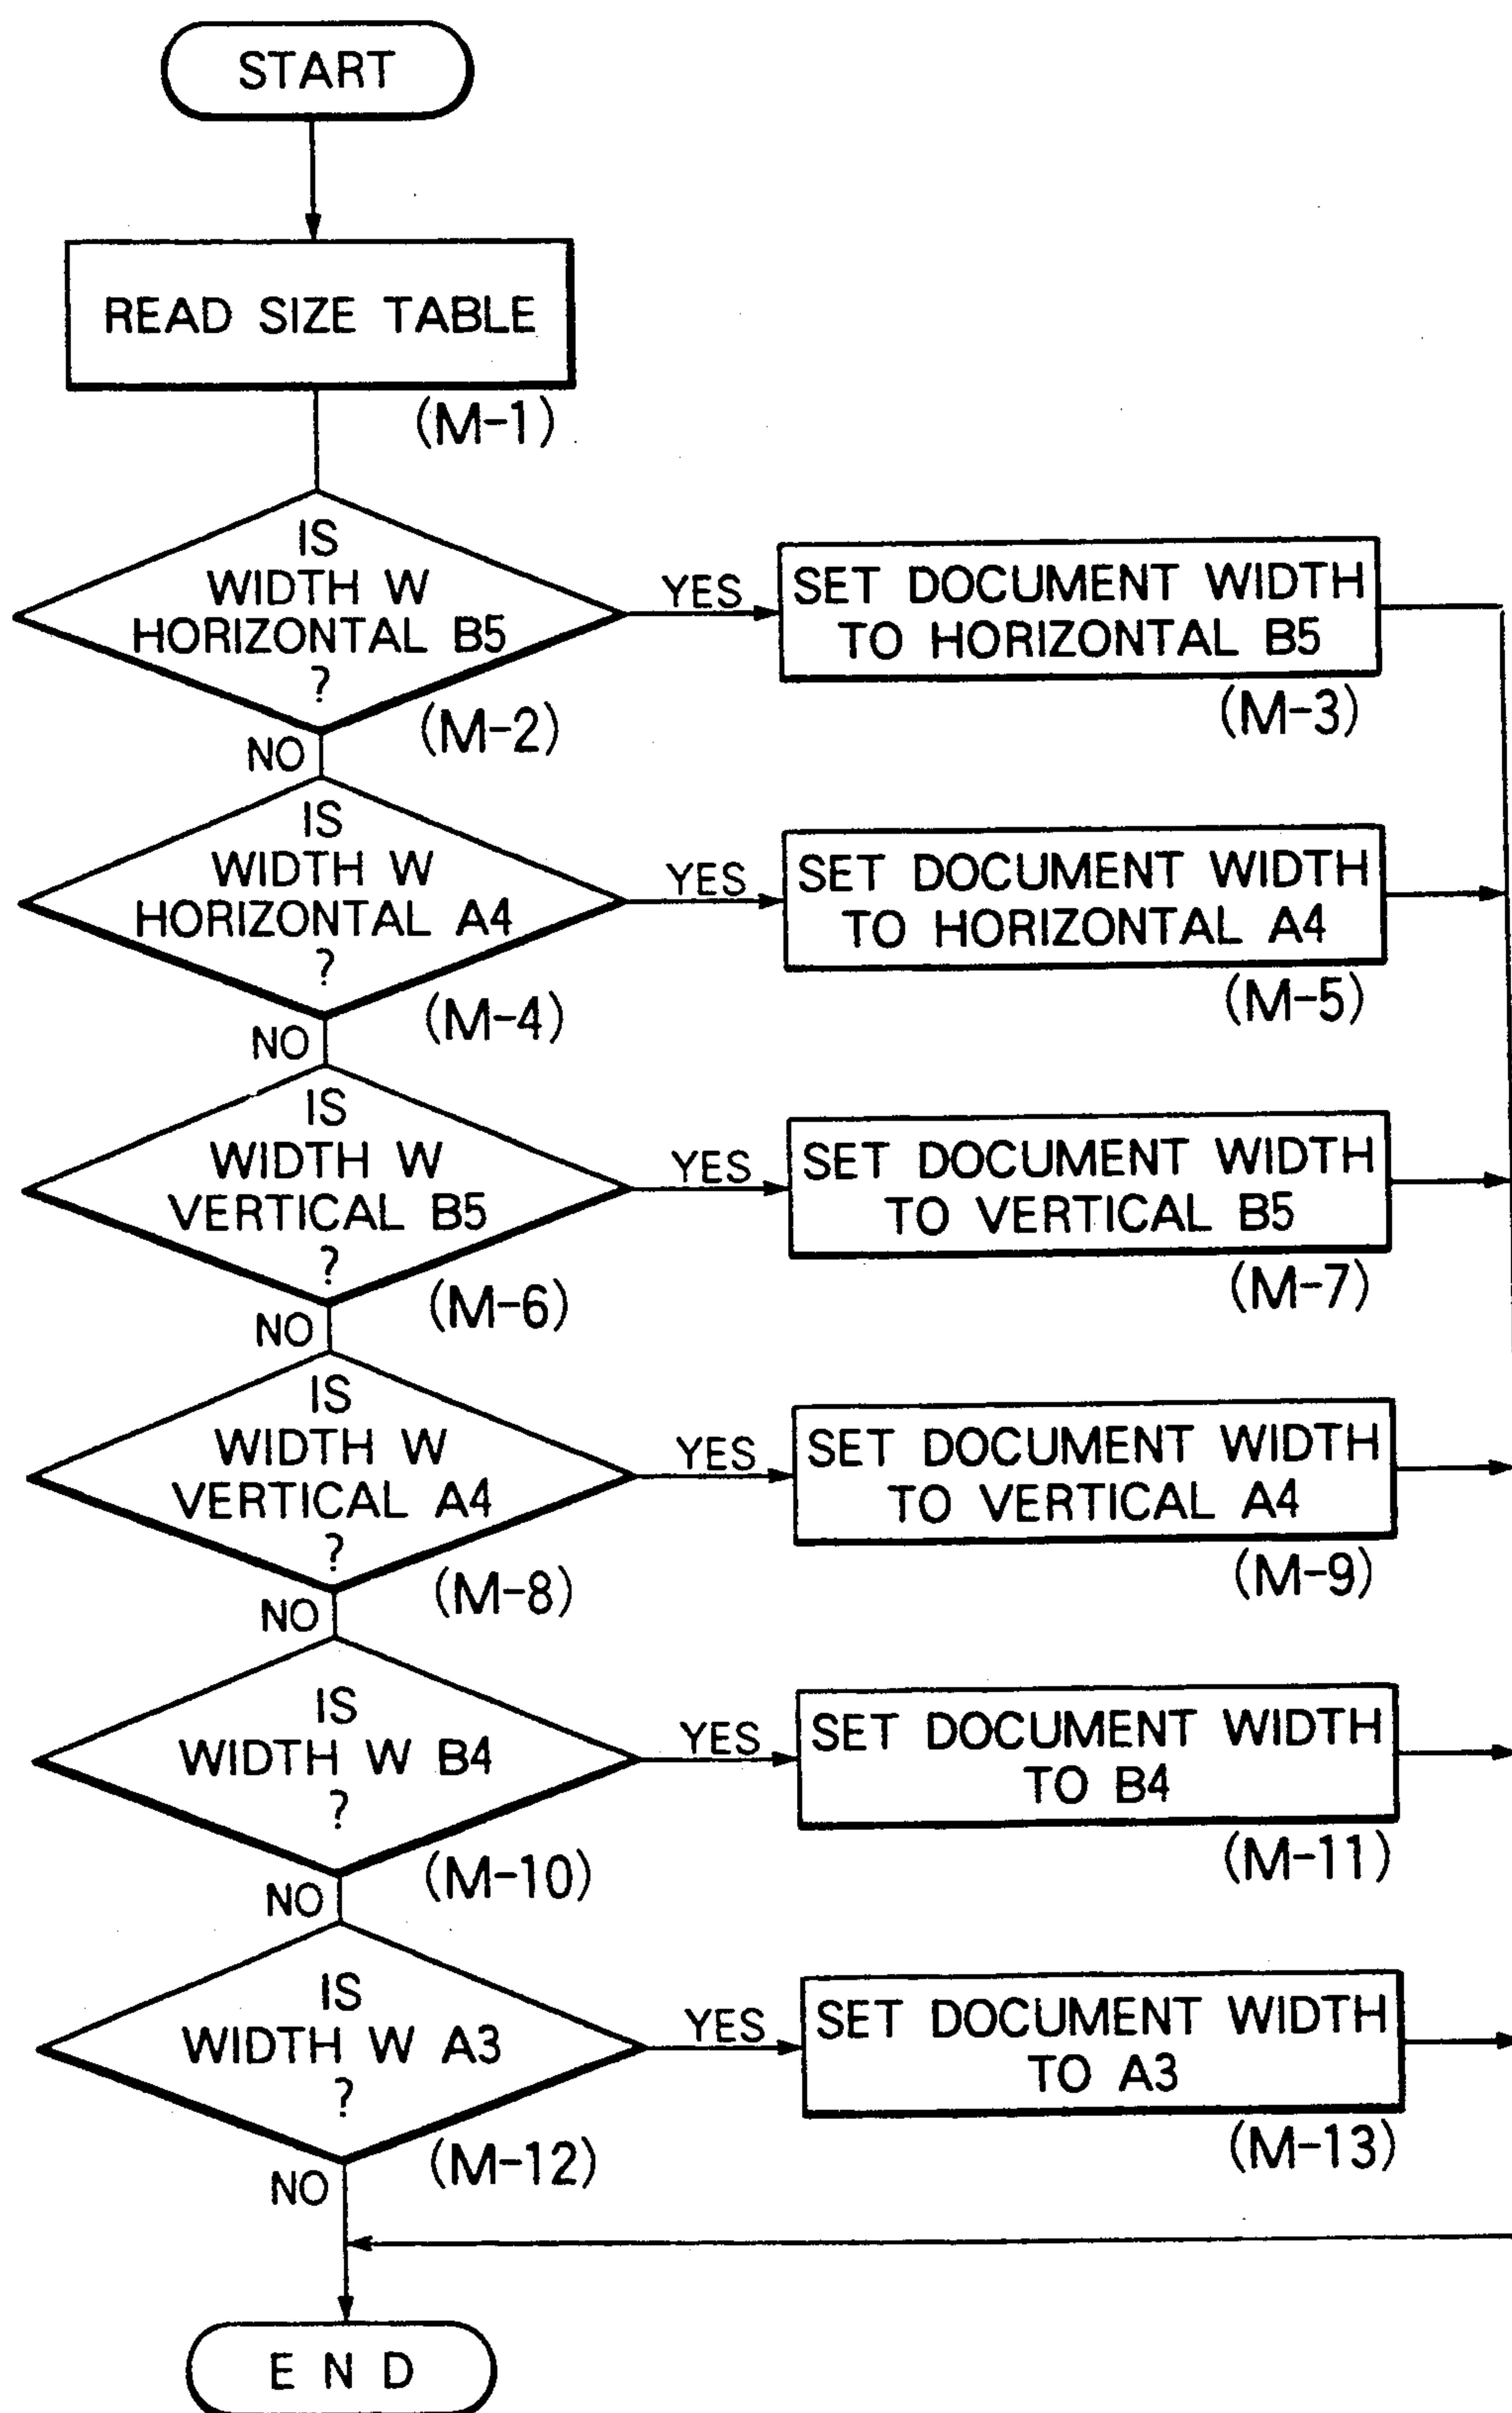 START
READ SIZE TABLE
(M-1)
IS
WIDTH W
HORIZONTAL B5
?
(M-2)
YES
SET DOCUMENT WIDTH
TO HORIZONTAL B5
(M-3)
NO
IS
WIDTH W
HORIZONTAL A4
?
(M-4)
YES
SET DOCUMENT WIDTH
TO HORIZONTAL A4
(M-5)
NO
IS
WIDTH W
VERTICAL B5
?
(M-6)
YES
SET DOCUMENT WIDTH
TO VERTICAL B5
(M-7)
NO
IS
WIDTH W
VERTICAL A4
?
(M-8)
YES
SET DOCUMENT WIDTH
TO VERTICAL A4
(M-9)
NO
IS
WIDTH W B4
?
(M-10)
YES
SET DOCUMENT WIDTH
TO B4
(M-11)
NO
IS
WIDTH W A3
?
(M-12)
YES
SET DOCUMENT WIDTH
TO A3
(M-13)
NO
END